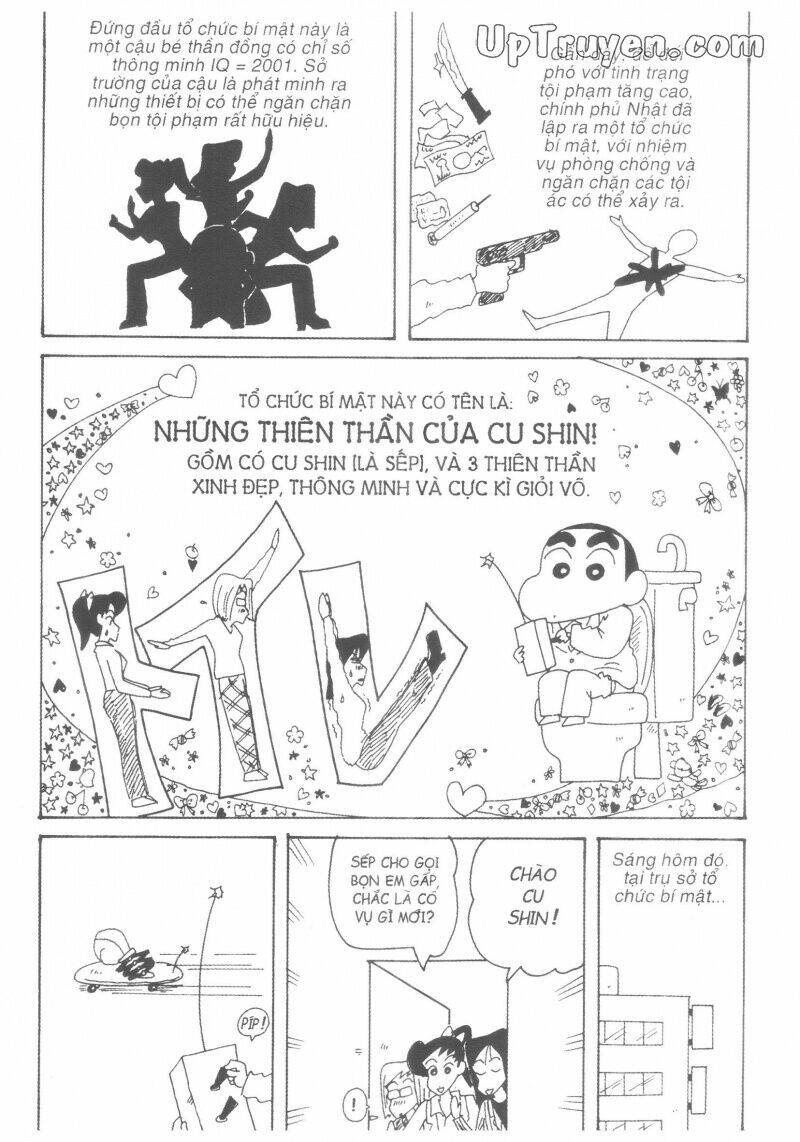 UpTruyen.com
Gần đây, để đối
phó với tình trạng
tội phạm tăng cao,
chính phủ Nhật đã
lập ra một tổ chức
bí mật, với nhiệm
vụ phòng chống và
ngăn chặn các tội
ác có thể xảy ra.
Đứng đầu tổ chức bí mật này là
một cậu bé thần đồng có chỉ số
thông minh IQ = 2001. Sở
trường của cậu là phát minh ra
những thiết bị có thể ngăn chặn
bọn tội phạm rất hữu hiệu.
TỔ CHỨC BÍ MẬT NÀY CÓ TÊN LÀ:
NHỮNG THIÊN THẦN CỦA CU SHIN!
GỒM CÓ CU SHIN (LÀ SẾP), VÀ 3 THIÊN THẦN
XINH ĐẸP, THÔNG MINH VÀ CỰC KÌ GIỎI VÕ.
Sáng hôm đó,
tại trụ sở tổ
chức bí mật...
CHÀO
CU
SHIN!
SẾP CHO GỌI
BỌN EM GẤP,
CHẮC LÀ CÓ
VỤ GÌ MỚI?
!
PÍP!